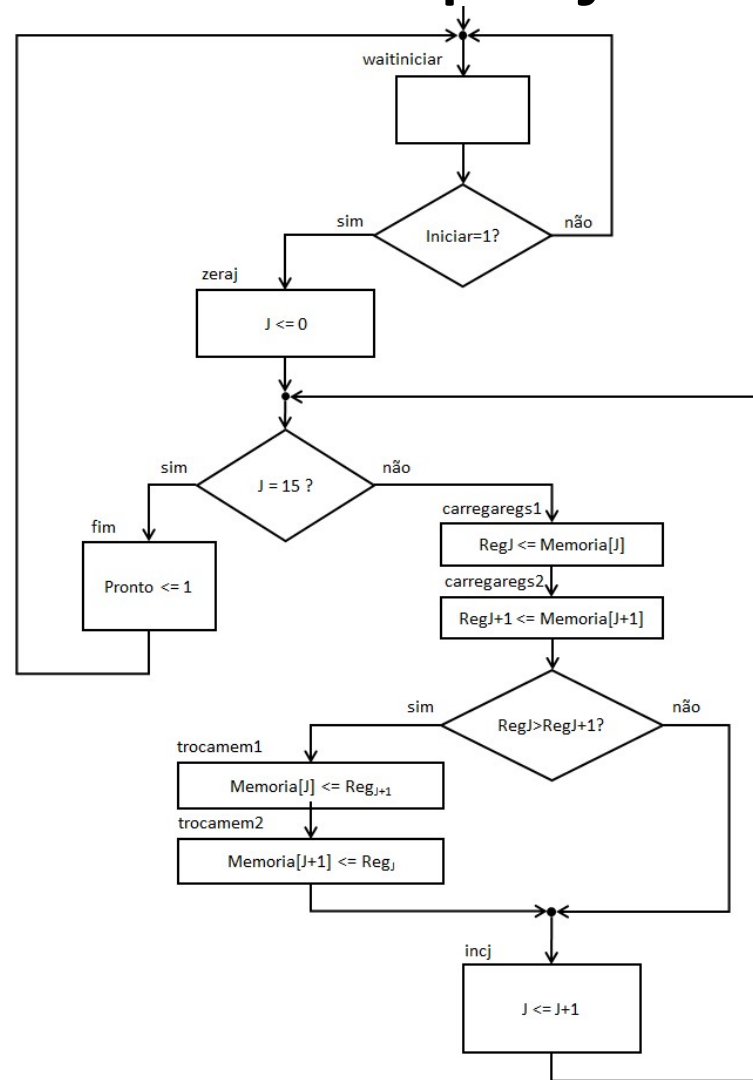 waitiniciar
sim
não
Iniciar=1?
zeraj
J <= 0
sim
não
J = 15 ?
fim
carregaregs1
RegJ <= Memoria[J]
Pronto <= 1
carregaregs2
RegJ+1 <= Memoria[J+1]
sim
não
RegJ>RegJ+1?
trocamem1
Memoria[J] <= RegJ+1
trocamem2
Memoria[J+1] <= RegJ
incj
J <= J+1